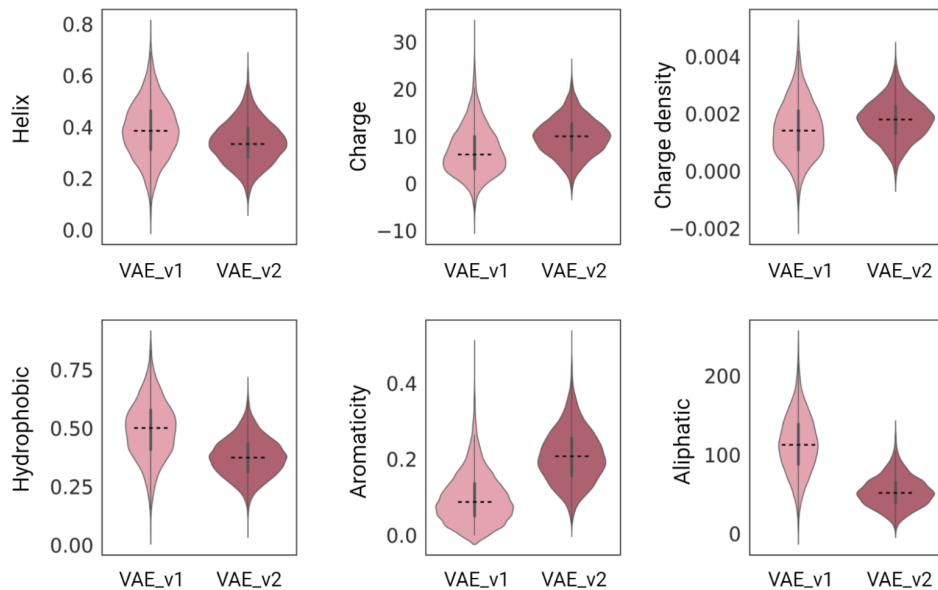 Helix
0.8
0.6
0.4
0.2
0.0
VAE_v1 VAE_v2
Charge
30
20
10
0
−10
VAE_v1 VAE_v2
Charge density
0.004
0.002
0.000
−0.002
VAE_v1 VAE_v2
Hydrophobic
0.75
0.50
0.25
0.00
VAE_v1 VAE_v2
Aromaticity
0.4
0.2
0.0
VAE_v1 VAE_v2
Aliphatic
200
100
0
VAE_v1 VAE_v2